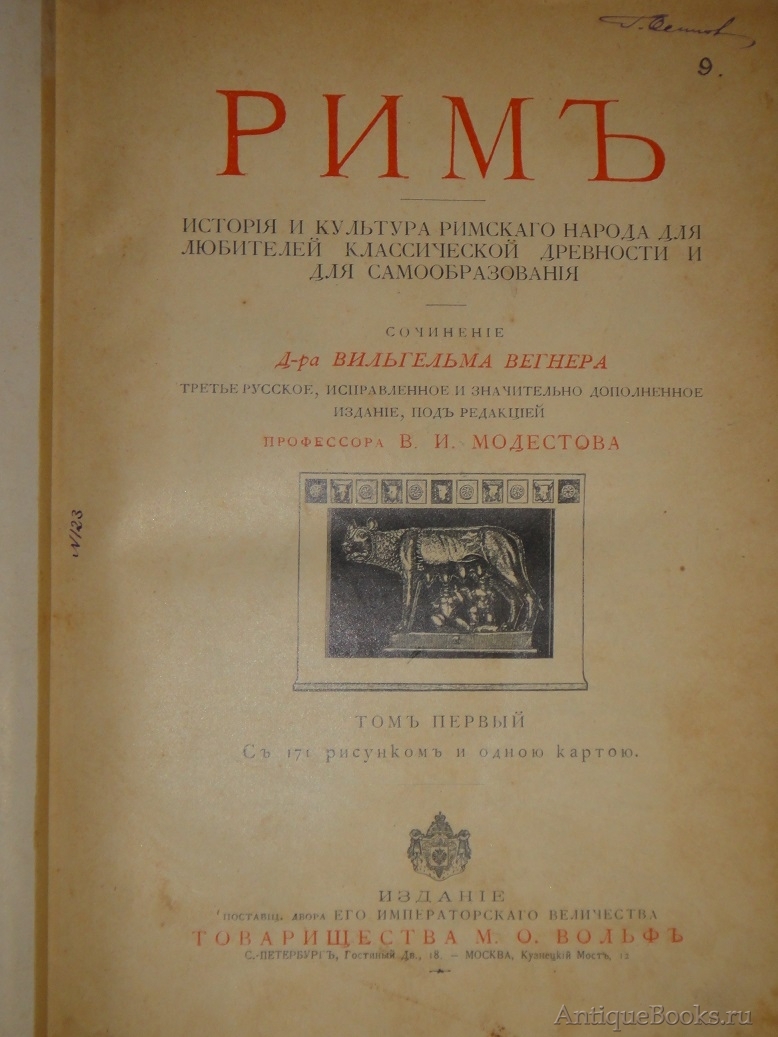 9.
РИМЪ
ИСТОРІЯ И КУЛЬТУРА РИМСКАГО НАРОДА ДЛЯ
ЛЮБИТЕЛЕЙ КЛАССИЧЕСКОЙ ДРЕВНОСТИ И
ДЛЯ САМООБРАЗОВАНІЯ
СОЧИНЕНІЕ
Д-ра ВИЛЬГЕЛЬМА ВЕГНЕРА
ТРЕТЬЕ РУССКОЕ, ИСПРАВЛЕННОЕ И ЗНАЧИТЕЛЬНО ДОПОЛНЕННОЕ
ИЗДАНІЕ, ПОДЪ РЕДАКЦІЕЙ
ПРОФЕССОРА В. И. МОДЕСТОВА
N123
ТОМЪ ПЕРВЫЙ
Съ 171 рисункомъ и одною картою.
ИЗДАНІЕ
ПОСТАВЩ. ДВОРА ЕГО ИМПЕРАТОРСКАГО ВЕЛИЧЕСТВА
ТОВАРИЩЕСТВА М. О. ВОЛЬФЪ
С.-ПЕТЕРБУРГЪ, Гостиный Дв., 18. — МОСКВА, Кузнецкій Мостъ, 12
AntiqueBooks.ru